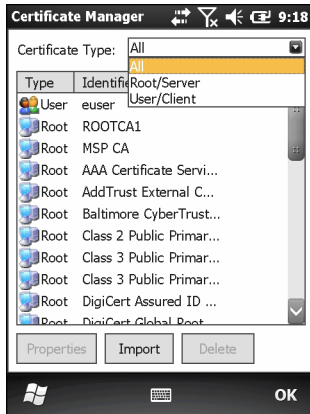 Certificate Manager 9:18
Certificate Type: All
All
Root/Server
User/Client
Type Identifie
User euser
Root ROOTCA1
Root MSP CA
Root AAA Certificate Servi...
Root AddTrust External C...
Root Baltimore CyberTrust...
Root Class 2 Public Primar...
Root Class 3 Public Primar...
Root Class 3 Public Primar...
Root DigiCert Assured ID ...
Root DigiCert Global Root
Properties Import Delete
OK